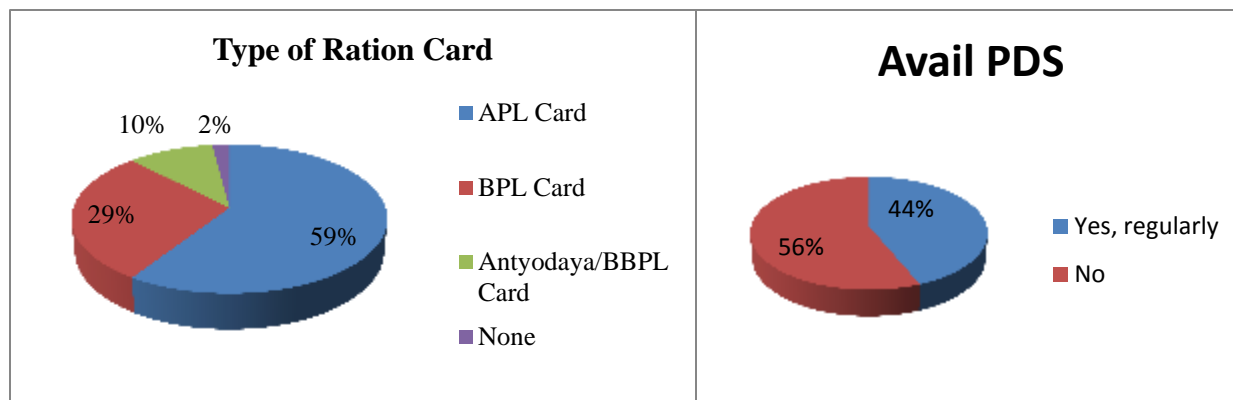 Type of Ration Card
10%
2%
29%
59%
APL Card
BPL Card
Antyodaya/BBPL
Card
None
Avail PDS
44%
56%
Yes, regularly
No